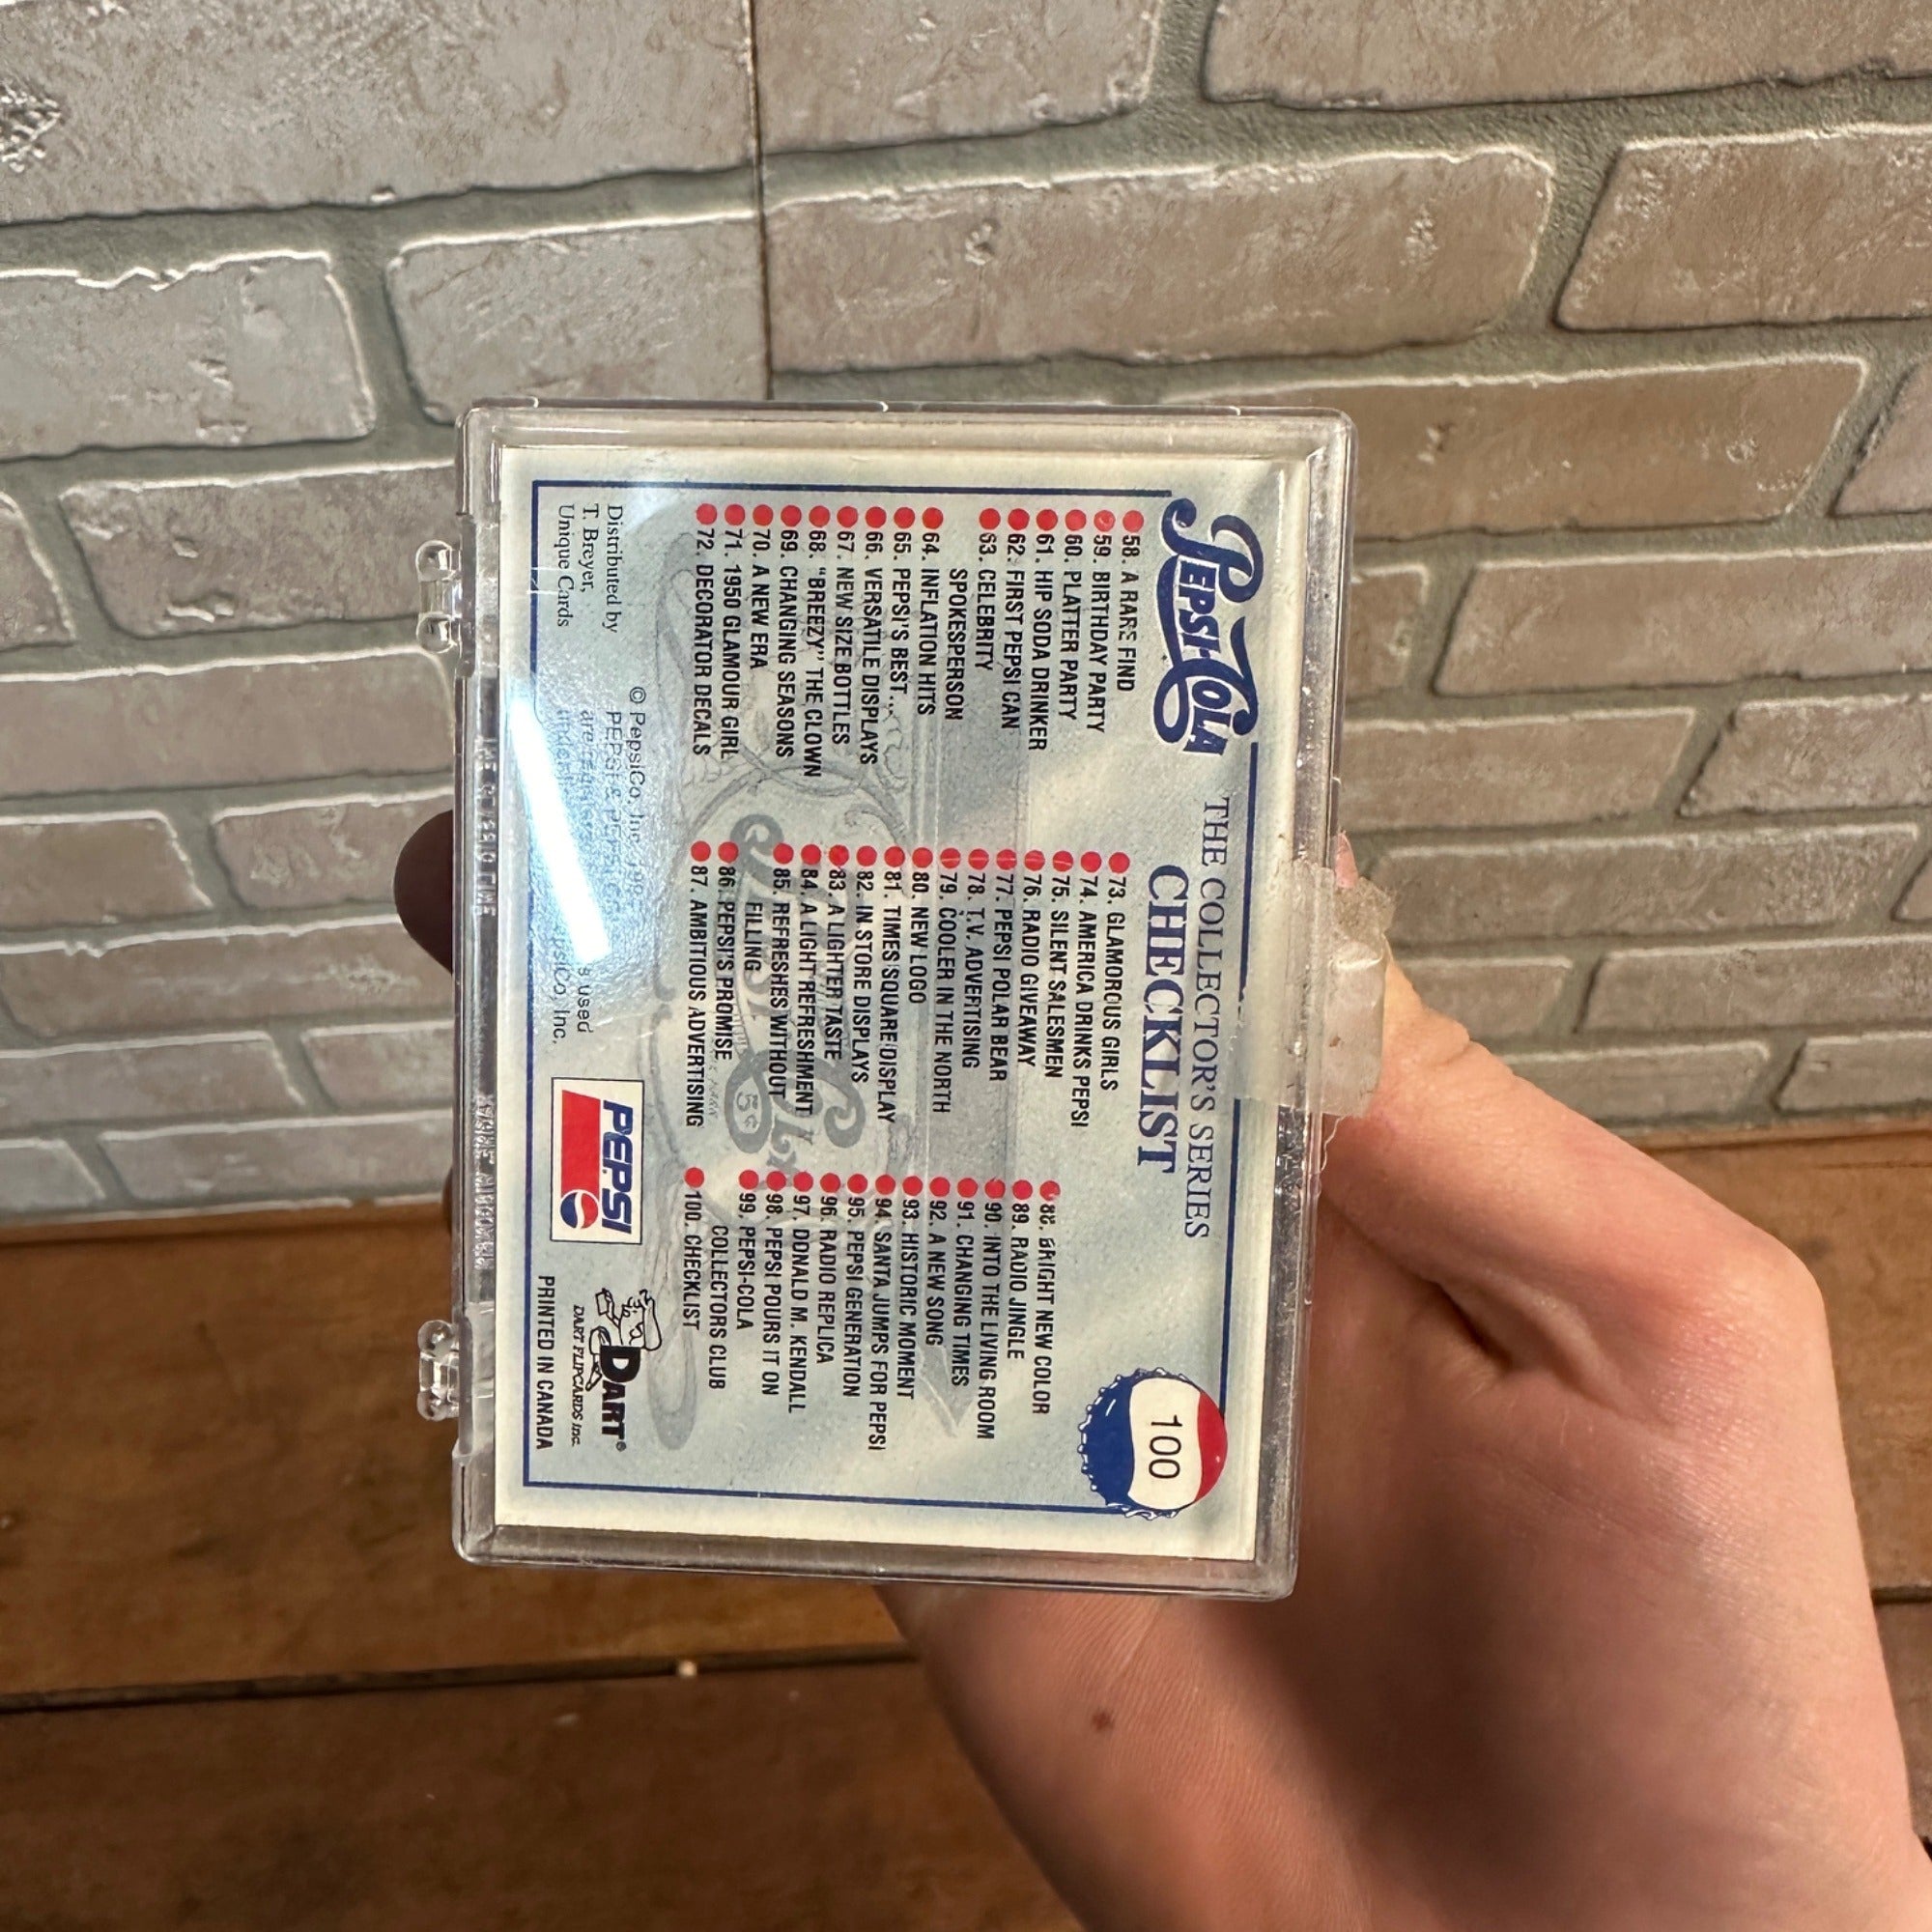 PEPSI-COLA
THE COLLECTOR'S SERIES
CHECKLIST
100
58. A RARE FIND
59. BIRTHDAY PARTY
60. PLATTER PARTY
61. HIP SODA DRINKER
62. FIRST PEPSI CAN
63. CELEBRITY
SPOKESPERSON
64. INFLATION HITS
65. PEPSI'S BEST...
66. VERSATILE DISPLAYS
67. NEW SIZE BOTTLES
68. "BREEZY" THE CLOWN
69. CHANGING SEASONS
70. A NEW ERA
71. 1950 GLAMOUR GIRL
72. DECORATOR DECALS
73. GLAMOROUS GIRLS
74. AMERICA DRINKS PEPSI
75. SILENT SALESMEN
76. RADIO GIVEAWAY
77. PEPSI POLAR BEAR
78. T.V. ADVERTISING
79. COOLER IN THE NORTH
80. NEW LOGO
81. TIMES SQUARE DISPLAY
82. IN STORE DISPLAYS
83. A LIGHTER TASTE
84. A LIGHT REFRESHMENT
85. REFRESHES WITHOUT
FILLING
86. PEPSI'S PROMISE
87. AMBITIOUS ADVERTISING
88. BRIGHT NEW COLOR
89. RADIO JINGLE
90. INTO THE LIVING ROOM
91. CHANGING TIMES
92. A NEW SONG
93. HISTORIC MOMENT
94. SANTA JUMPS FOR PEPSI
95. PEPSI GENERATION
96. RADIO REPLICA
97. DONALD M. KENDALL
98. PEPSI POURS IT ON
99. PEPSI-COLA
COLLECTORS CLUB
100. CHECKLIST
Distributed by
T. Breyer,
Unique Cards
© PepsiCo, Inc.
used
Inc.
PEPSI
DART®
DART FLIPCARDS Inc.
PRINTED IN CANADA
5¢